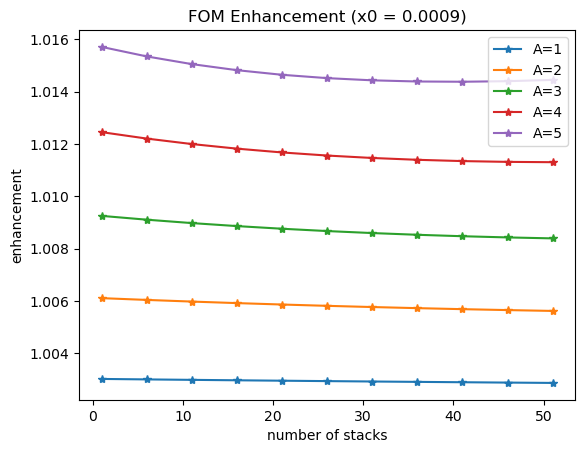 FOM Enhancement (x0 = 0.0009)
1.016
1.014
1.012
1.010
1.008
1.006
1.004
enhancement
A=1
A=2
A=3
A=4
A=5
0 10 20 30 40 50
number of stacks